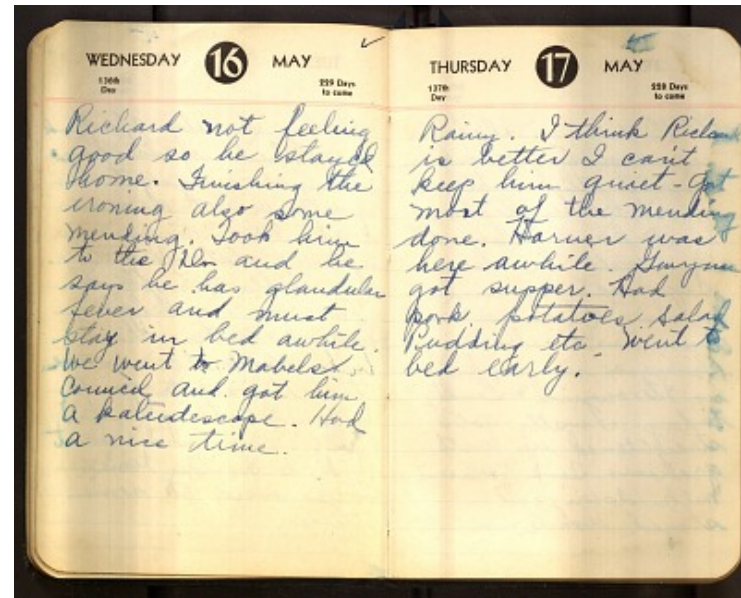 WEDNESDAY 16 MAY
136th Day
229 Days to come
Richard not feeling
good so he stayed
home. Finishing the
ironing also some
mending. Took him
to the Drs and he
says he has glandular
fever and must
stay in bed awhile.
We went to Mabels
council and got him
a kaleidescope. Had
a nice time.
THURSDAY 17 MAY
137th Day
228 Days to come
Rainy. I think
is better I can't
keep him quiet - got
most of the mending
done. was
here awhile.
got supper. Had
pork potatoes salad
Pudding etc. Went to
bed early.